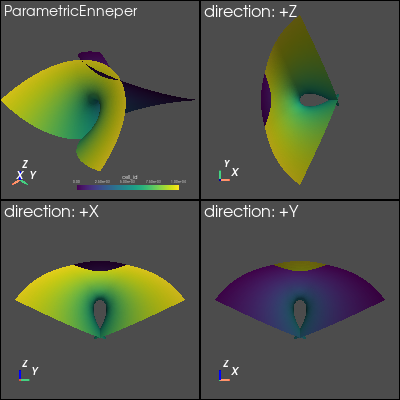 ParametricEnneper
direction: +Z
Z
X Y
cell_id
Y
X
direction: +X
direction: +Y
Z
Y
Z
X